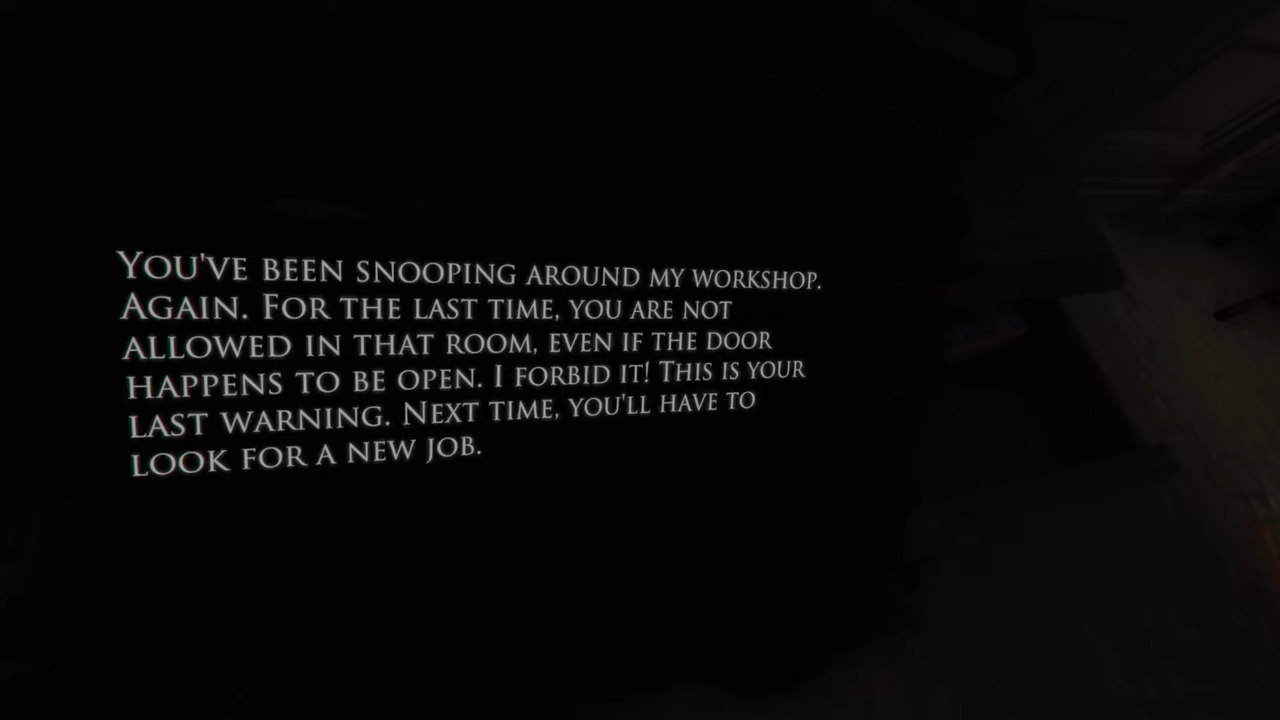 You've been snooping around my workshop.
Again. For the last time, you are not
allowed in that room, even if the door
happens to be open. I forbid it! This is your
last warning. Next time, you'll have to
look for a new job.